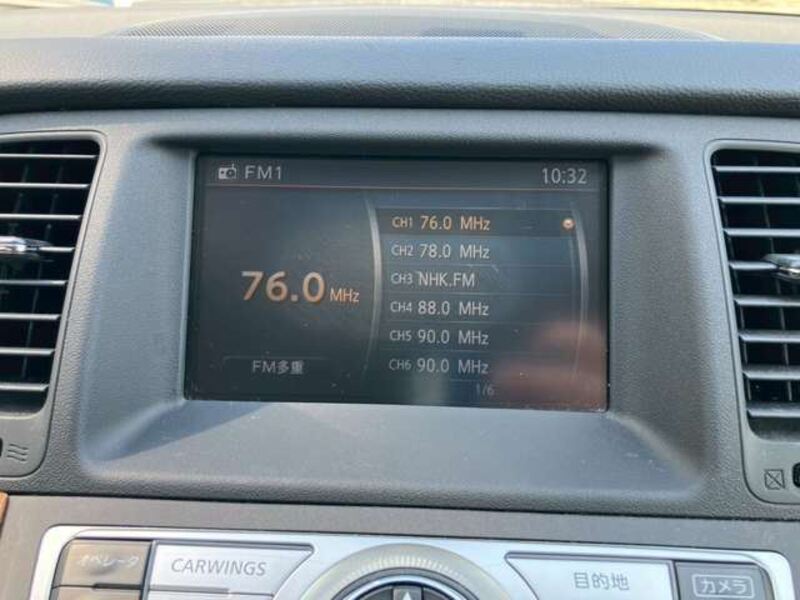 FM1
10:32
CH1 76.0 MHz
CH2 78.0 MHz
CH3 NHK.FM
CH4 88.0 MHz
CH5 90.0 MHz
CH6 90.0 MHz
1/6
76.0 MHz
FM多重
オペレータ
CARWINGS
目的地
カメラ